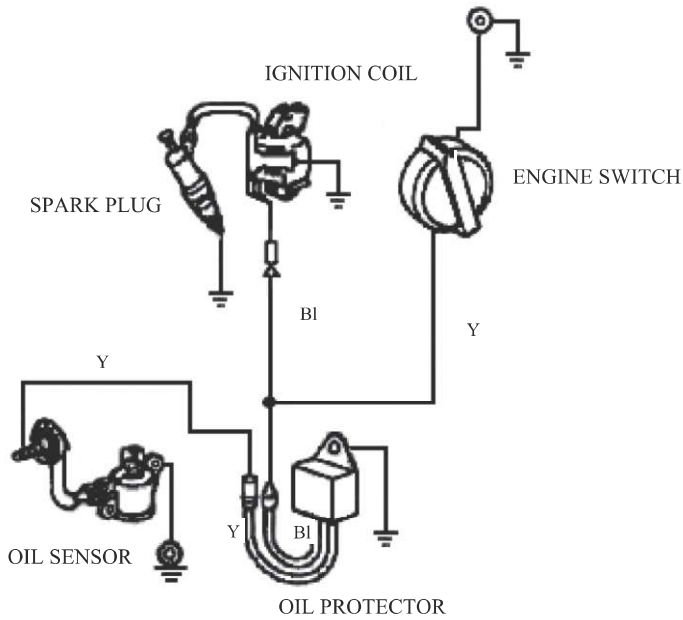 IGNITION COIL
ENGINE SWITCH
SPARK PLUG
Bl
Y
Y
Y
Bl
OIL SENSOR
OIL PROTECTOR